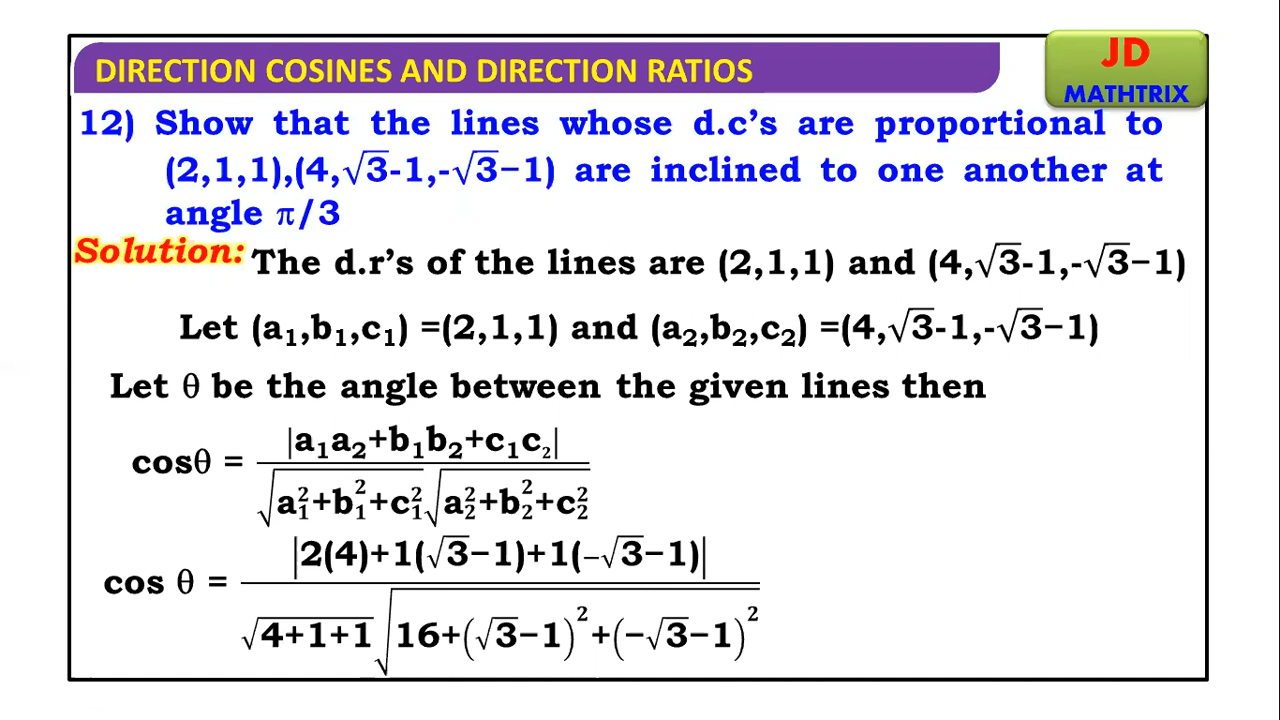 DIRECTION COSINES AND DIRECTION RATIOS
JD
MATHTRIX
12) Show that the lines whose d.c's are proportional to
(2,1,1),(4,√3-1,-√3−1) are inclined to one another at
angle π/3
Solution: The d.r's of the lines are (2,1,1) and (4,√3-1,-√3−1)
Let (a₁,b₁,c₁) =(2,1,1) and (a₂,b₂,c₂) =(4,√3-1,-√3−1)
Let θ be the angle between the given lines then
cosθ = |a₁a₂+b₁b₂+c₁c₂| / √(a₁²+b₁²+c₁²) √(a₂²+b₂²+c₂²)
cos θ = |2(4)+1(√3−1)+1(−√3−1)| / √(4+1+1) √(16+(√3−1)²+(−√3−1)²)